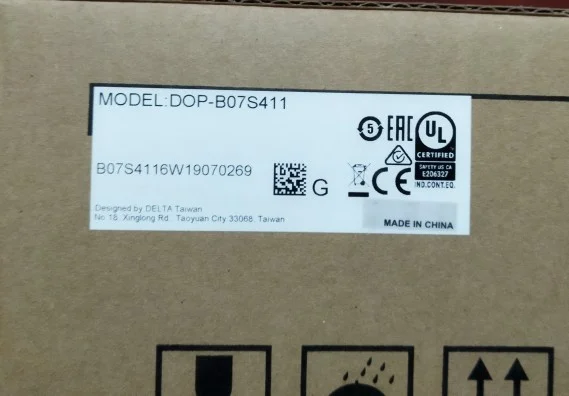 MODEL:DOP-B07S411
5 EAC UL
CERTIFIED
SAFETY US CA
E206327
IND.CONT.EQ.
B07S4116W19070269
G
CE
Designed by DELTA Taiwan
No 18, Xinglong Rd. Taoyuan City 33068, Taiwan
MADE IN CHINA